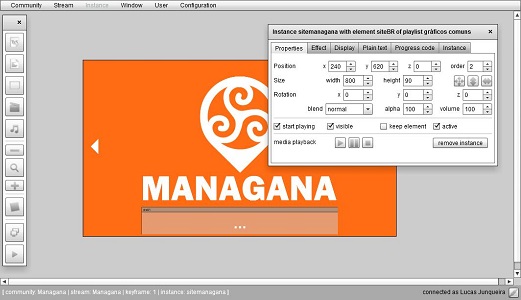 Community Stream Instance Window User Configuration
Instance sitemanagana with element siteBR of playlist gráficos comuns
Properties Effect Display Plain text Progress code Instance
Position x 240 y 620 z 0 order 2
Size width 800 height 90
Rotation x 0 y 0 z 0
blend normal alpha 100 volume 100
start playing visible keep element active
media playback remove instance
MANAGANA
...
[ community: Managana | stream: Managana | keyframe: 1 | instance: sitemanagana ] connected as Lucas Junqueira